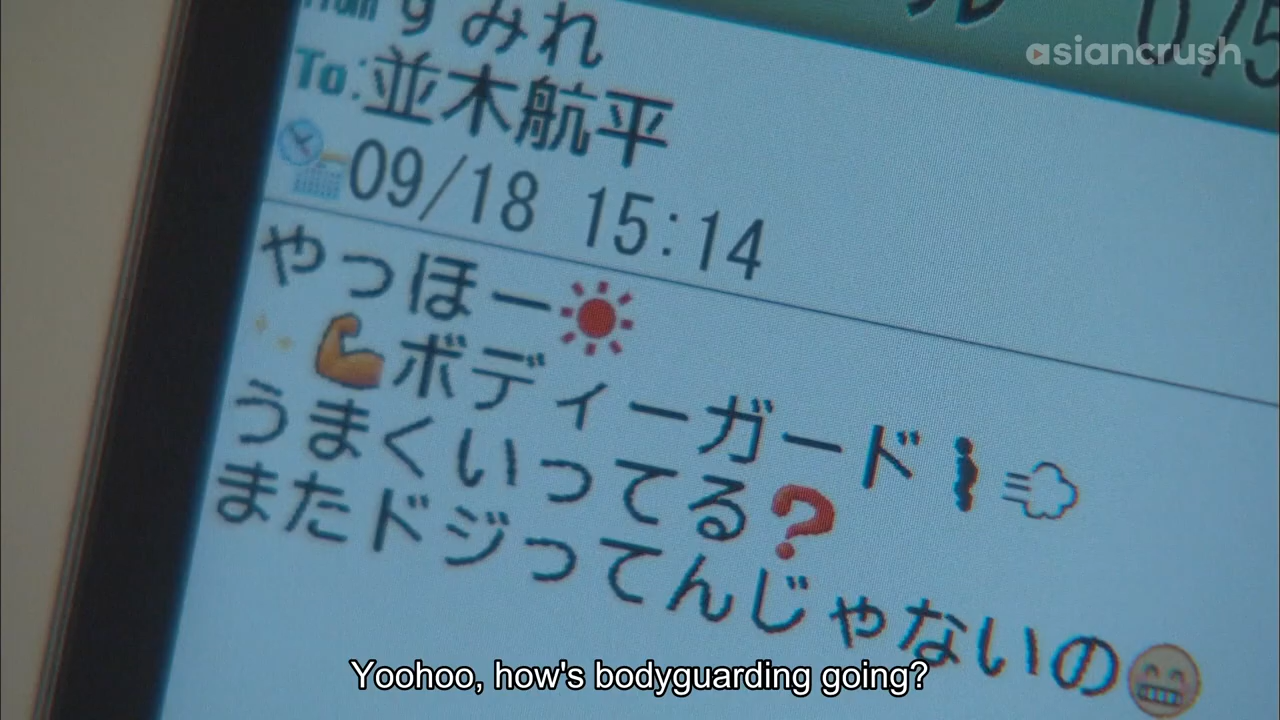 asiancrush
From すみれ
To:並木航平
09/18 15:14
やっほー☀
✨💪ボディーガード🚶💨
うまくいってる❓
またドジってんじゃないの😁
Yoohoo, how's bodyguarding going?